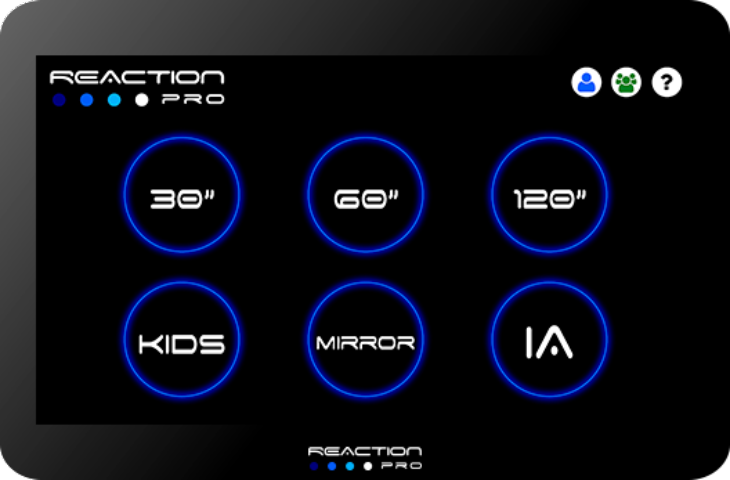 REACTION
PRO
?
30”
60”
120”
KIDS
MIRROR
IA
REACTION
PRO